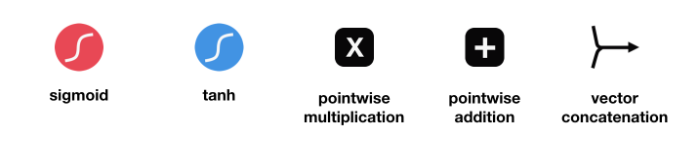 X
+
sigmoid
tanh
pointwise
multiplication
pointwise
addition
vector
concatenation